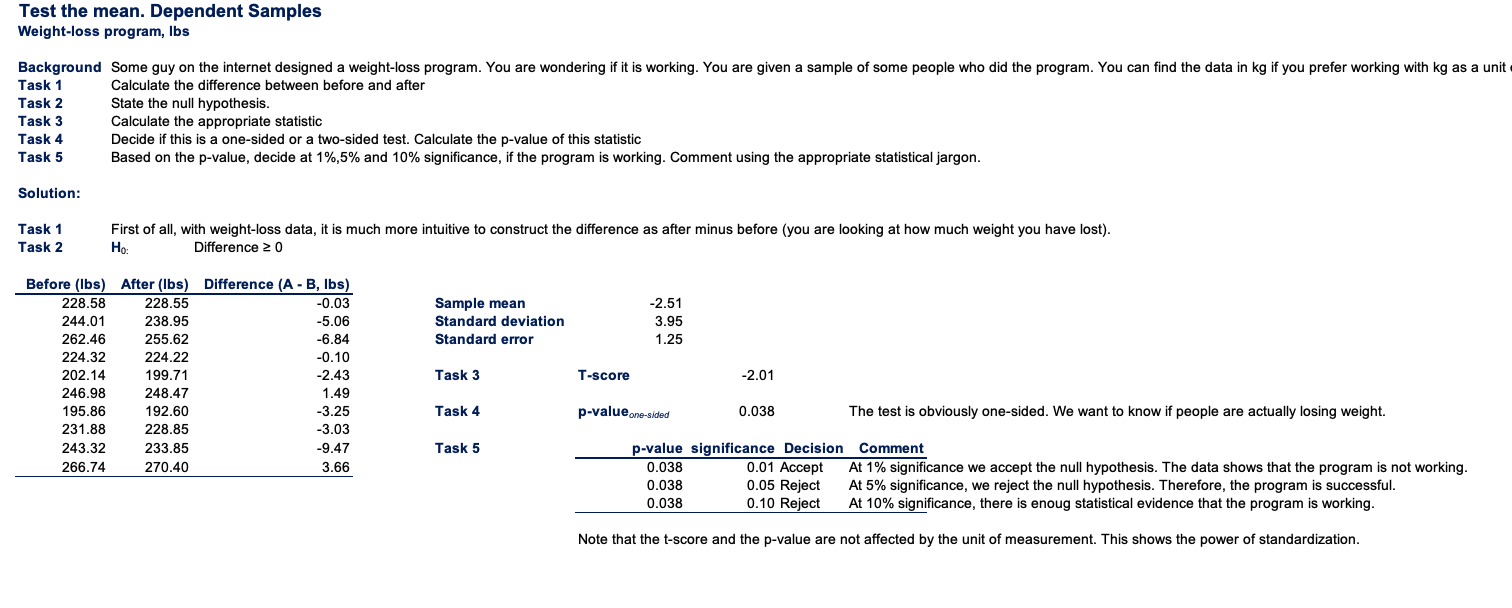 Test the mean. Dependent Samples
Weight-loss program, lbs
Background Some guy on the internet designed a weight-loss program. You are wondering if it is working. You are given a sample of some people who did the program. You can find the data in kg if you prefer working with kg as a unit
Task 1 Calculate the difference between before and after
Task 2 State the null hypothesis.
Task 3 Calculate the appropriate statistic
Task 4 Decide if this is a one-sided or a two-sided test. Calculate the p-value of this statistic
Task 5 Based on the p-value, decide at 1%,5% and 10% significance, if the program is working. Comment using the appropriate statistical jargon.
Solution:
Task 1 First of all, with weight-loss data, it is much more intuitive to construct the difference as after minus before (you are looking at how much weight you have lost).
Task 2 H0: Difference ≥ 0
Before (lbs) After (lbs) Difference (A - B, lbs)
228.58 228.55 -0.03 Sample mean -2.51
244.01 238.95 -5.06 Standard deviation 3.95
262.46 255.62 -6.84 Standard error 1.25
224.32 224.22 -0.10
202.14 199.71 -2.43 Task 3 T-score -2.01
246.98 248.47 1.49
195.86 192.60 -3.25 Task 4 p-value one-sided 0.038 The test is obviously one-sided. We want to know if people are actually losing weight.
231.88 228.85 -3.03
243.32 233.85 -9.47 Task 5 p-value significance Decision Comment
266.74 270.40 3.66 0.038 0.01 Accept At 1% significance we accept the null hypothesis. The data shows that the program is not working.
0.038 0.05 Reject At 5% significance, we reject the null hypothesis. Therefore, the program is successful.
0.038 0.10 Reject At 10% significance, there is enoug statistical evidence that the program is working.
Note that the t-score and the p-value are not affected by the unit of measurement. This shows the power of standardization.